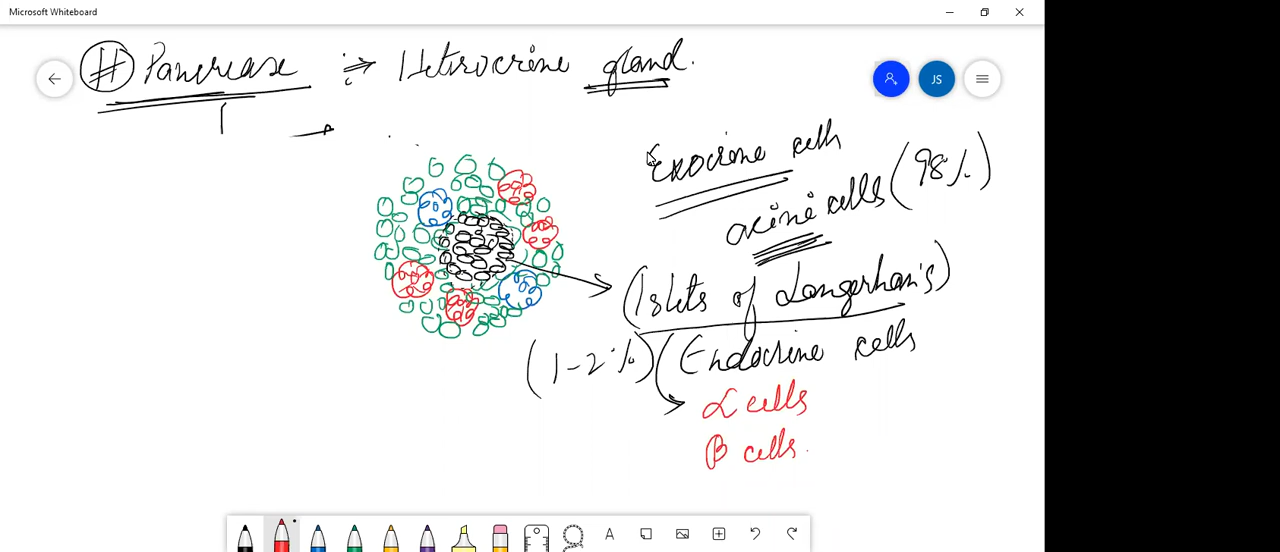 Microsoft Whiteboard
# Pancrease ⇒ Hetrocrine gland.
JS
Exocrine cells
acini cells (98%)
(Islets of Langerhan's)
(1-2%) (Endocrine cells
α cells
β cells.
A